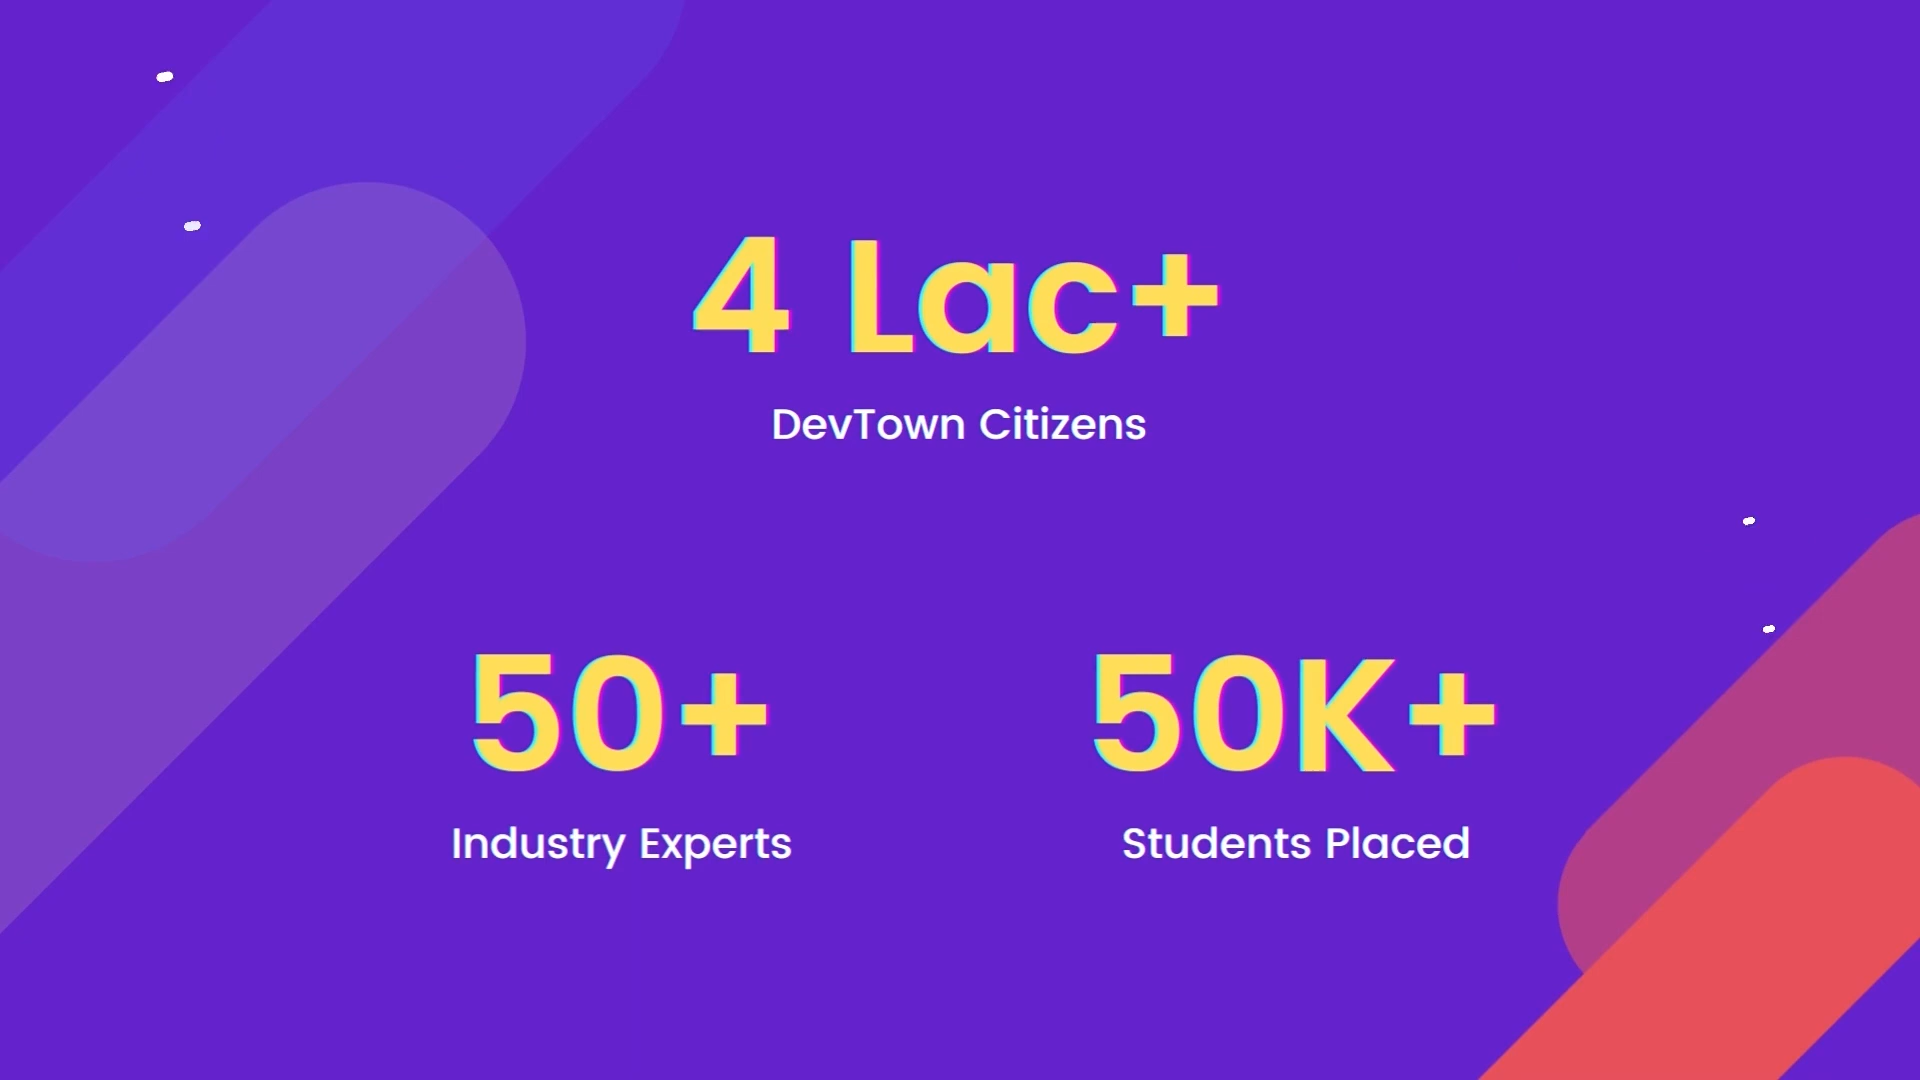 4 Lac+
DevTown Citizens
50+
Industry Experts
50K+
Students Placed